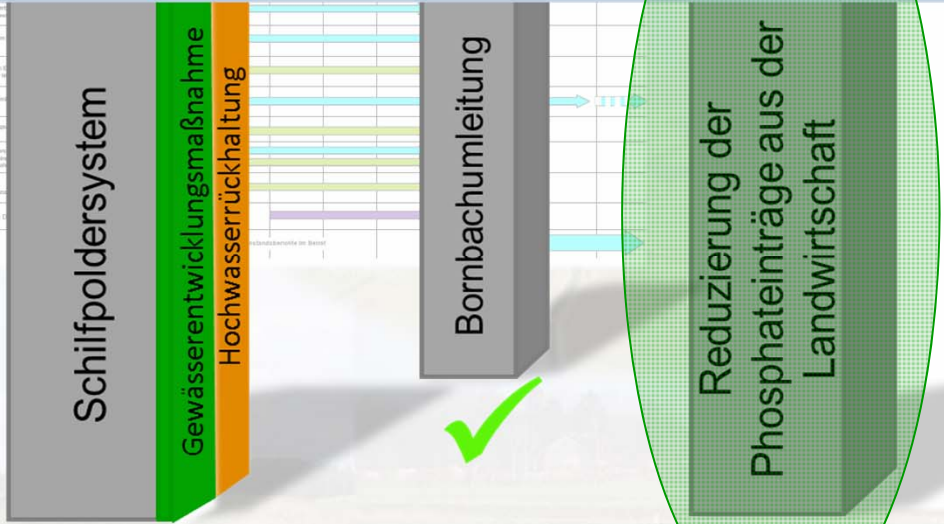 Schilfpoldersystem
Gewässerentwicklungsmaßnahme
Hochwasserrückhaltung
Bornbachumleitung
Reduzierung der
Phosphateinträge aus der
Landwirtschaft